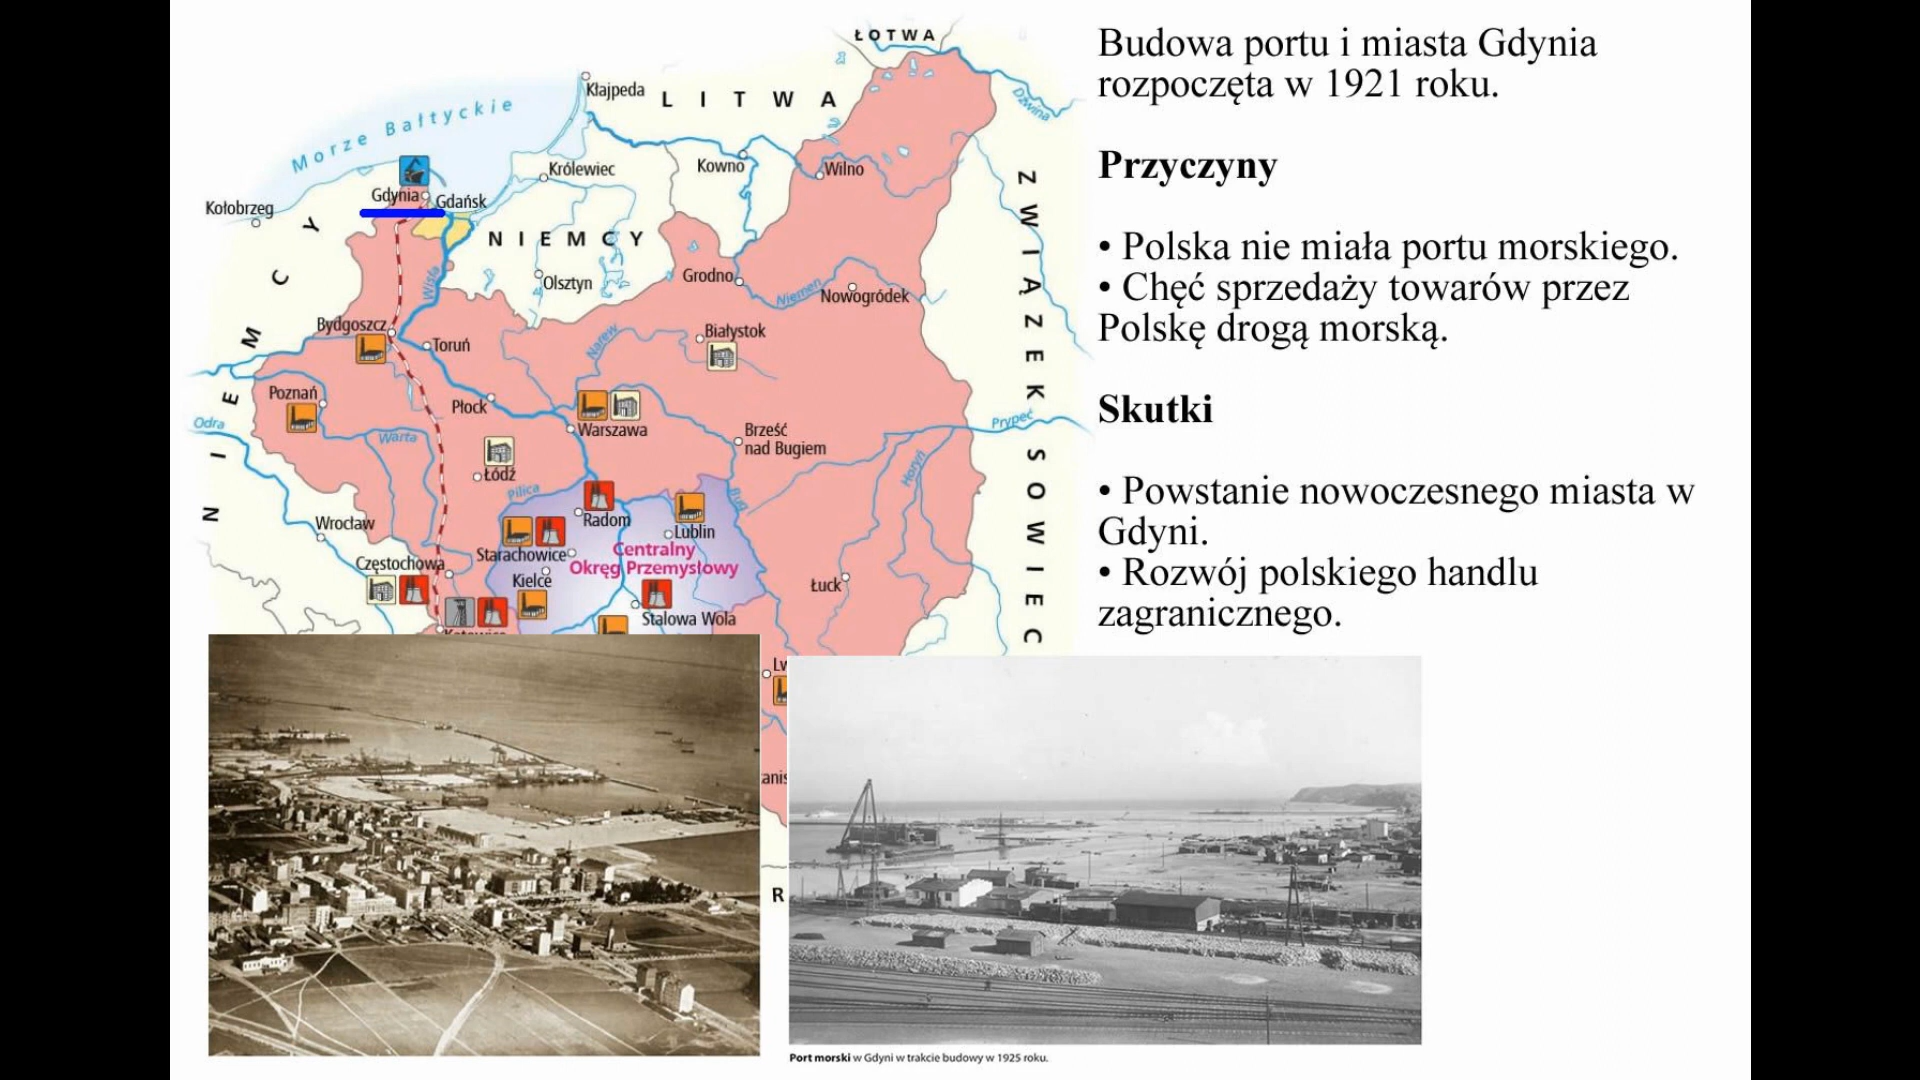 ŁOTWA
Kłajpeda
LITWA
Dźwina
Morze Bałtyckie
Królewiec
Kowno
Wilno
Gdynia
Gdańsk
Kołobrzeg
NIEMCY
NIEMCY
ZWIĄZEK SOWIEC
Olsztyn
Grodno
Niemen
Nowogródek
Wisła
Bydgoszcz
Toruń
Narew
Białystok
Poznań
Płock
Warszawa
Brześć
nad Bugiem
Prypeć
Odra
Warta
Łódź
Horyń
Pilica
Bug
Radom
Lublin
Wrocław
Starachowice
Centralny
Okręg Przemysłowy
Częstochowa
Kielce
Łuck
Stalowa Wola
Katowice
Lw
anis
R
Budowa portu i miasta Gdynia
rozpoczęta w 1921 roku.
Przyczyny
• Polska nie miała portu morskiego.
• Chęć sprzedaży towarów przez
Polskę drogą morską.
Skutki
• Powstanie nowoczesnego miasta w
Gdyni.
• Rozwój polskiego handlu
zagranicznego.
Port morski w Gdyni w trakcie budowy w 1925 roku.